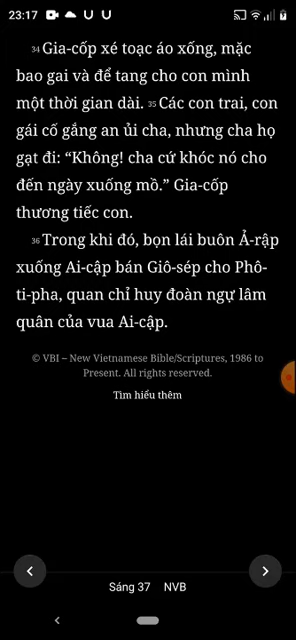 23:17
34 Gia-cốp xé toạc áo xống, mặc
bao gai và để tang cho con mình
một thời gian dài. 35 Các con trai, con
gái cố gắng an ủi cha, nhưng cha họ
gạt đi: “Không! cha cứ khóc nó cho
đến ngày xuống mồ.” Gia-cốp
thương tiếc con.
36 Trong khi đó, bọn lái buôn Ả-rập
xuống Ai-cập bán Giô-sép cho Phô-
ti-pha, quan chỉ huy đoàn ngự lâm
quân của vua Ai-cập.
© VBI – New Vietnamese Bible/Scriptures, 1986 to
Present. All rights reserved.
Tìm hiểu thêm
Sáng 37 NVB